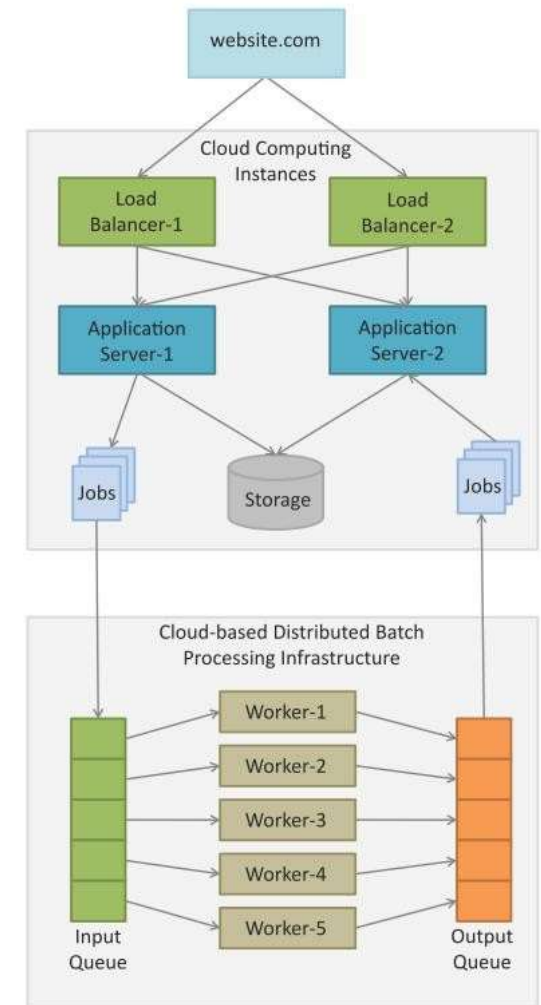 website.com
Cloud Computing
Instances
Load
Balancer-1
Load
Balancer-2
Application
Server-1
Application
Server-2
Jobs
Storage
Jobs
Cloud-based Distributed Batch
Processing Infrastructure
Worker-1
Worker-2
Worker-3
Worker-4
Worker-5
Input
Queue
Output
Queue